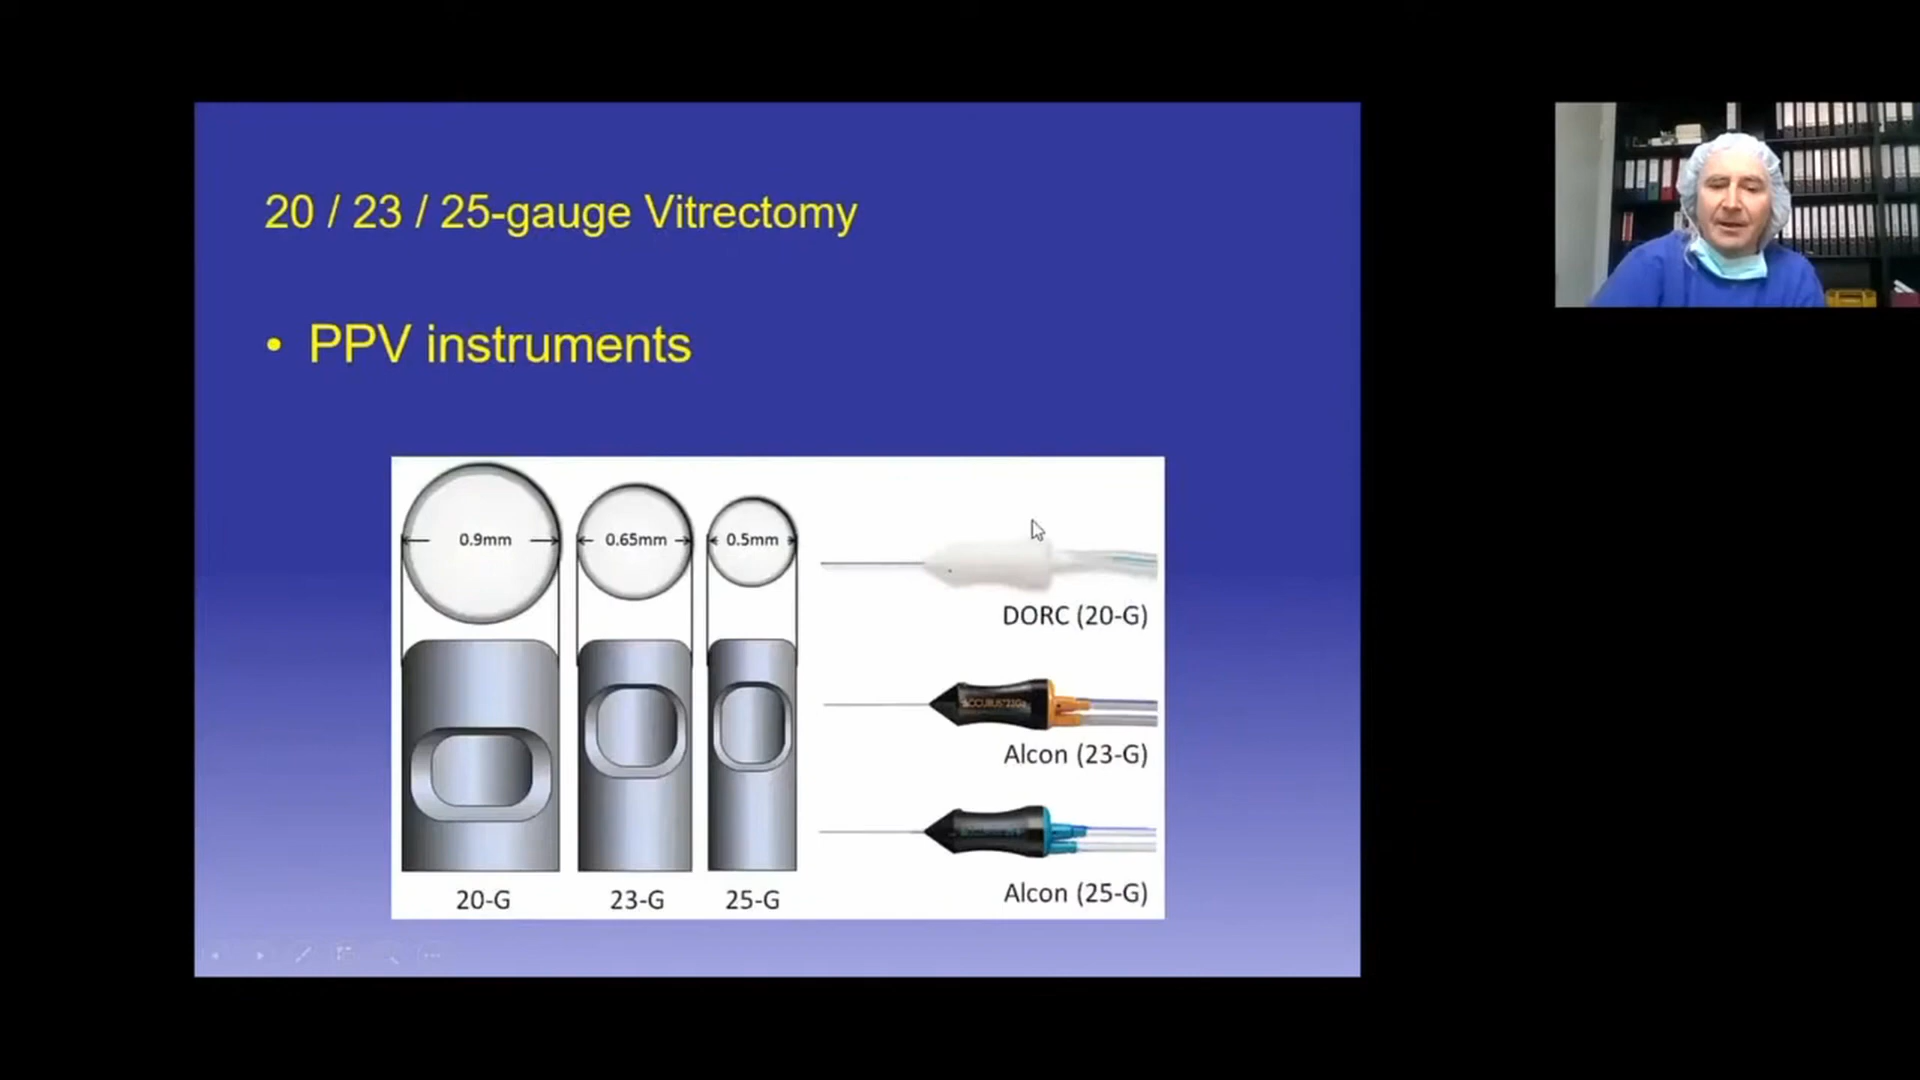 20 / 23 / 25-gauge Vitrectomy
• PPV instruments
0.9mm
0.65mm
0.5mm
DORC (20-G)
Alcon (23-G)
Alcon (25-G)
20-G
23-G
25-G